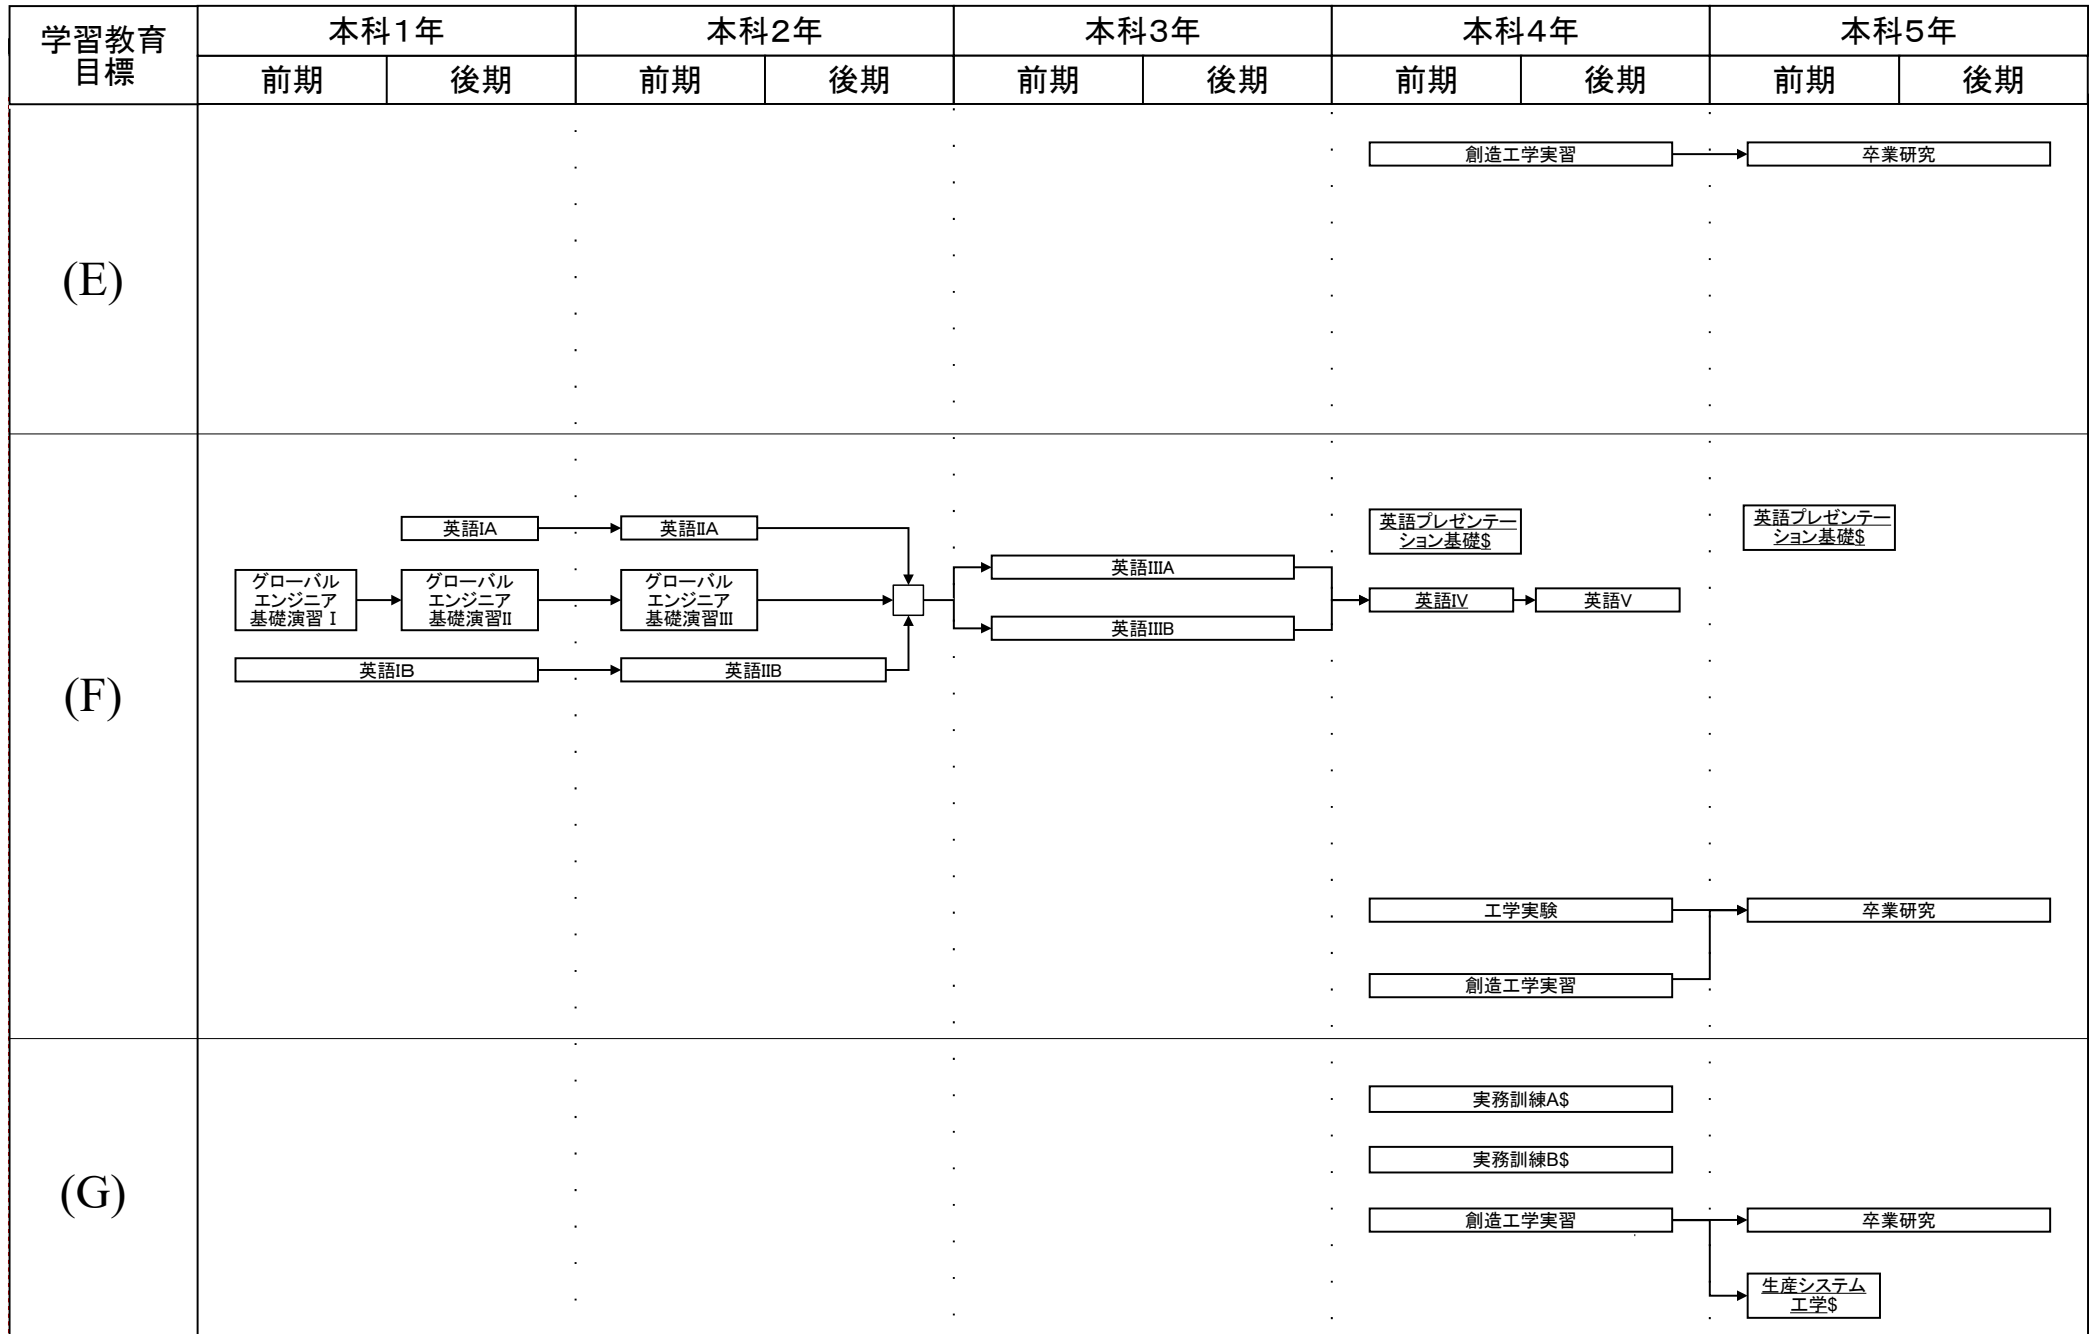 学習教育
目標
本科1年
本科2年
本科3年
本科4年
本科5年
前期
後期
前期
後期
前期
後期
前期
後期
前期
後期
(E)
創造工学実習
卒業研究
(F)
英語IA
英語IIA
英語プレゼンテー
ション基礎$
英語プレゼンテー
ション基礎$
グローバル
エンジニア
基礎演習 I
グローバル
エンジニア
基礎演習II
グローバル
エンジニア
基礎演習III
英語IIIA
英語IIIB
英語IV
英語V
英語IB
英語IIB
工学実験
卒業研究
創造工学実習
(G)
実務訓練A$
実務訓練B$
創造工学実習
卒業研究
生産システム
工学$